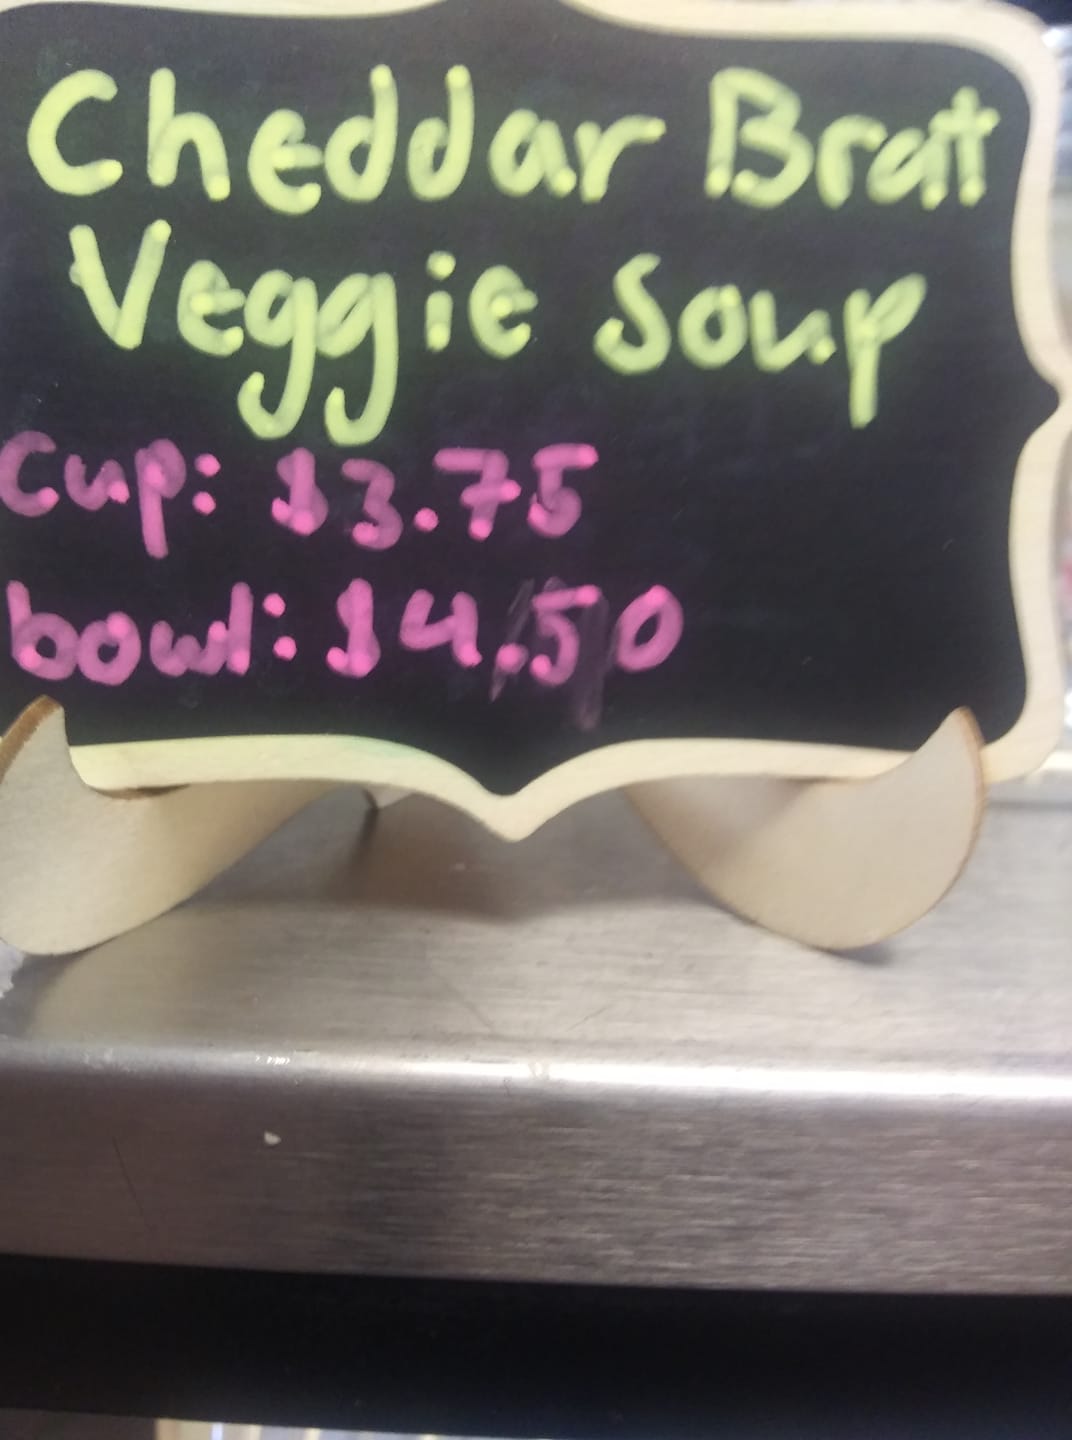 Cheddar Brat
Veggie Soup
Cup: $3.75
bowl: $4.50